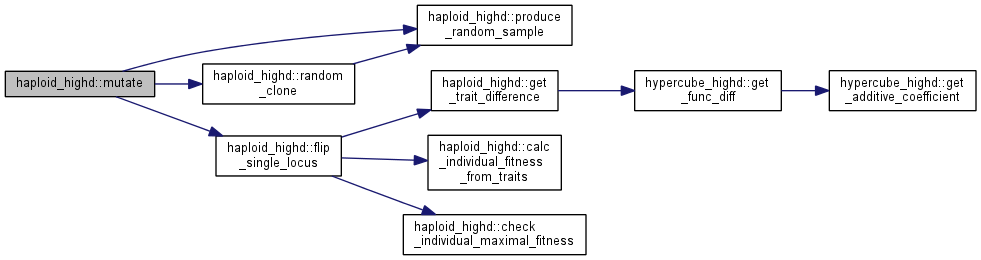 haploid_highd::mutate
haploid_highd::produce
_random_sample
haploid_highd::random
_clone
haploid_highd::flip
_single_locus
haploid_highd::get
_trait_difference
haploid_highd::calc
_individual_fitness
_from_traits
haploid_highd::check
_individual_maximal_fitness
hypercube_highd::get
_func_diff
hypercube_highd::get
_additive_coefficient